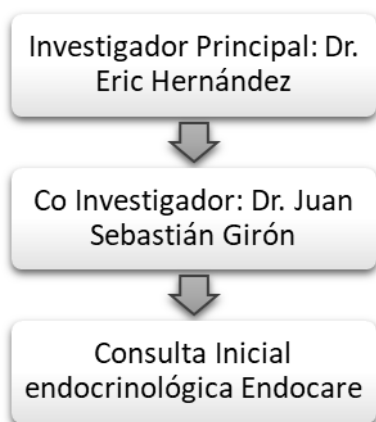 Investigador Principal: Dr.
Eric Hernández
Co Investigador: Dr. Juan
Sebastián Girón
Consulta Inicial
endocrinológica Endocare